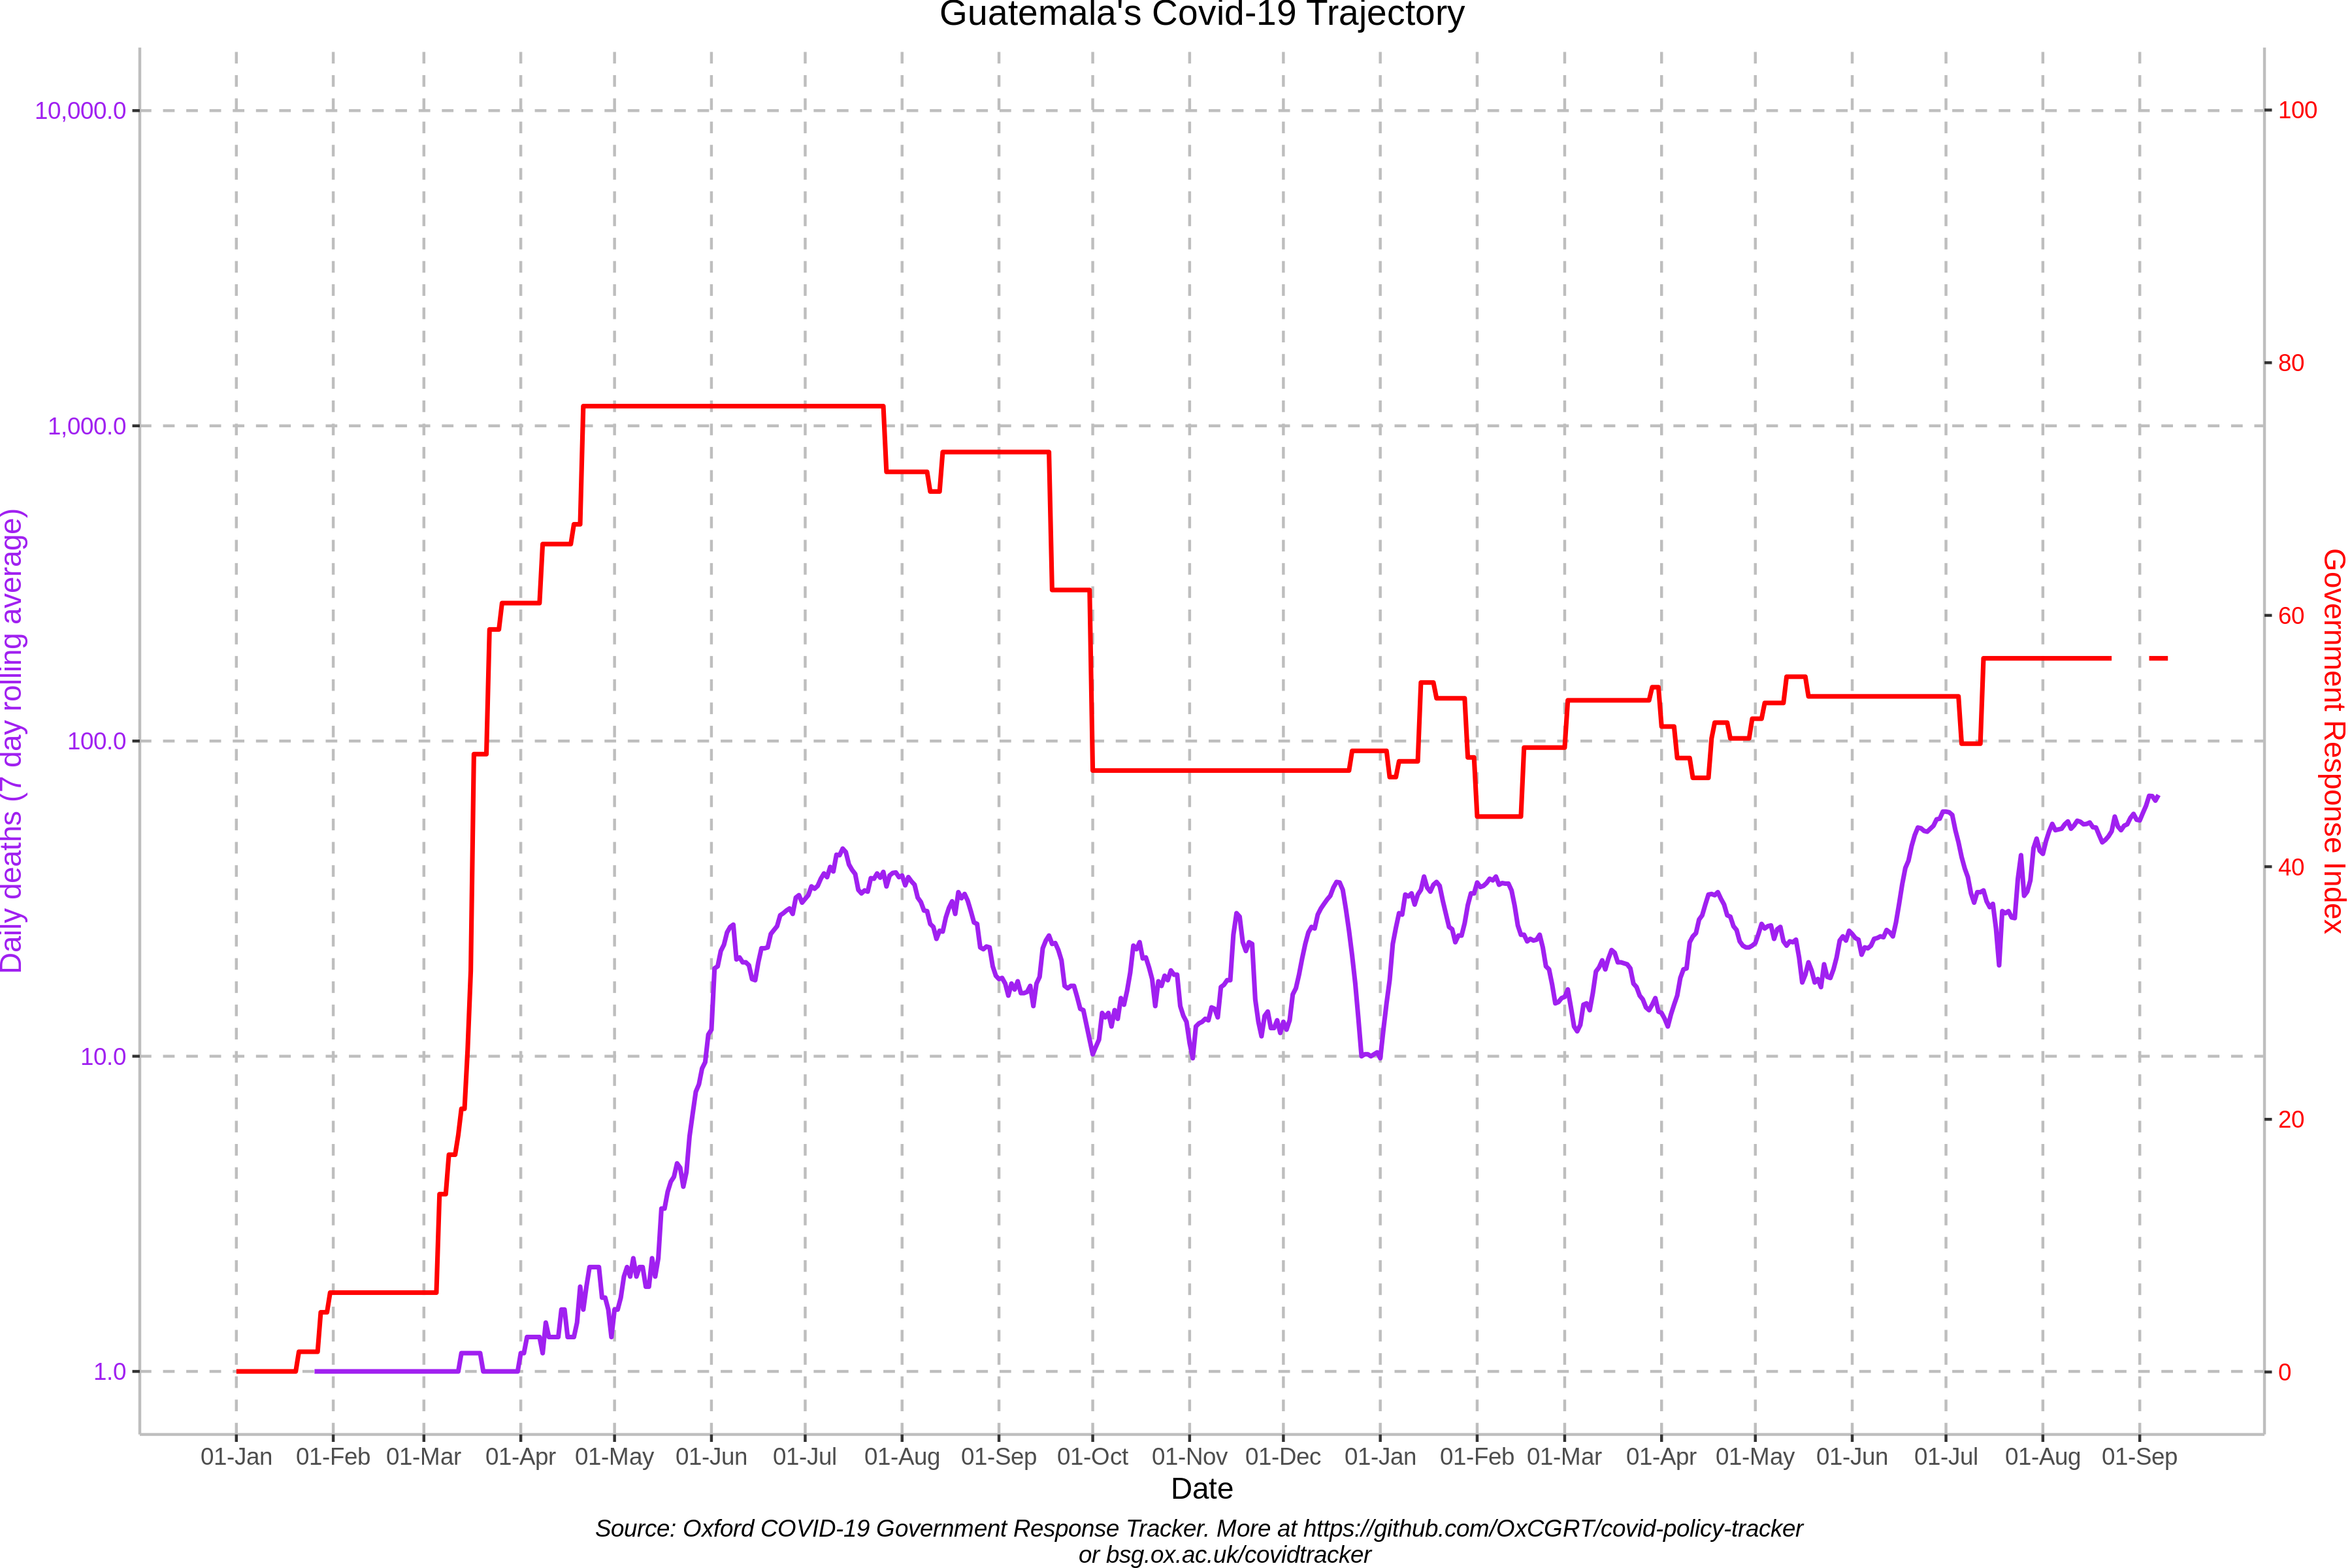 Guatemala's Covid-19 Trajectory
10,000.0
1,000.0
100.0
10.0
1.0
Daily deaths (7 day rolling average)
100
80
60
40
20
0
Government Response Index
01-Jan 01-Feb 01-Mar 01-Apr 01-May 01-Jun 01-Jul 01-Aug 01-Sep 01-Oct 01-Nov 01-Dec 01-Jan 01-Feb 01-Mar 01-Apr 01-May 01-Jun 01-Jul 01-Aug 01-Sep
Date
Source: Oxford COVID-19 Government Response Tracker. More at https://github.com/OxCGRT/covid-policy-tracker
or bsg.ox.ac.uk/covidtracker